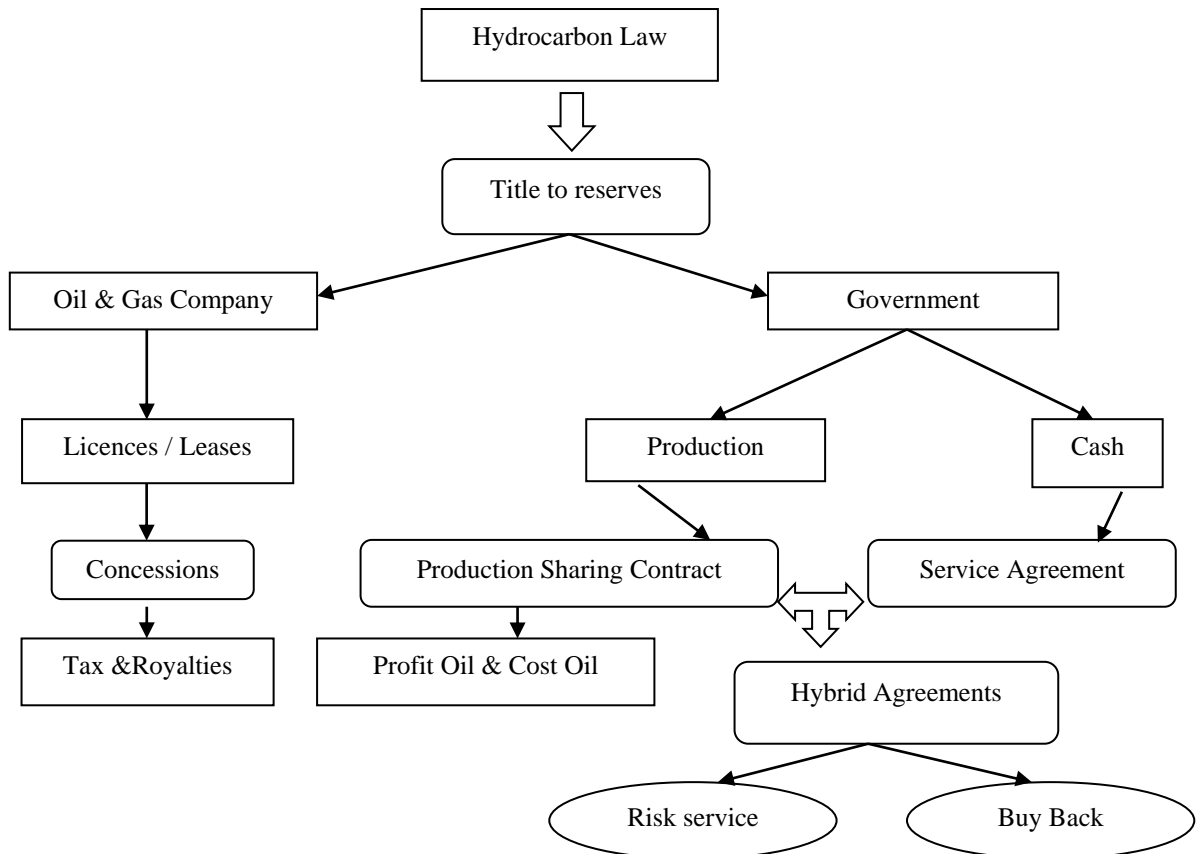 Hydrocarbon Law
Title to reserves
Oil & Gas Company
Government
Licences / Leases
Production
Cash
Concessions
Production Sharing Contract
Service Agreement
Tax &Royalties
Profit Oil & Cost Oil
Hybrid Agreements
Risk service
Buy Back